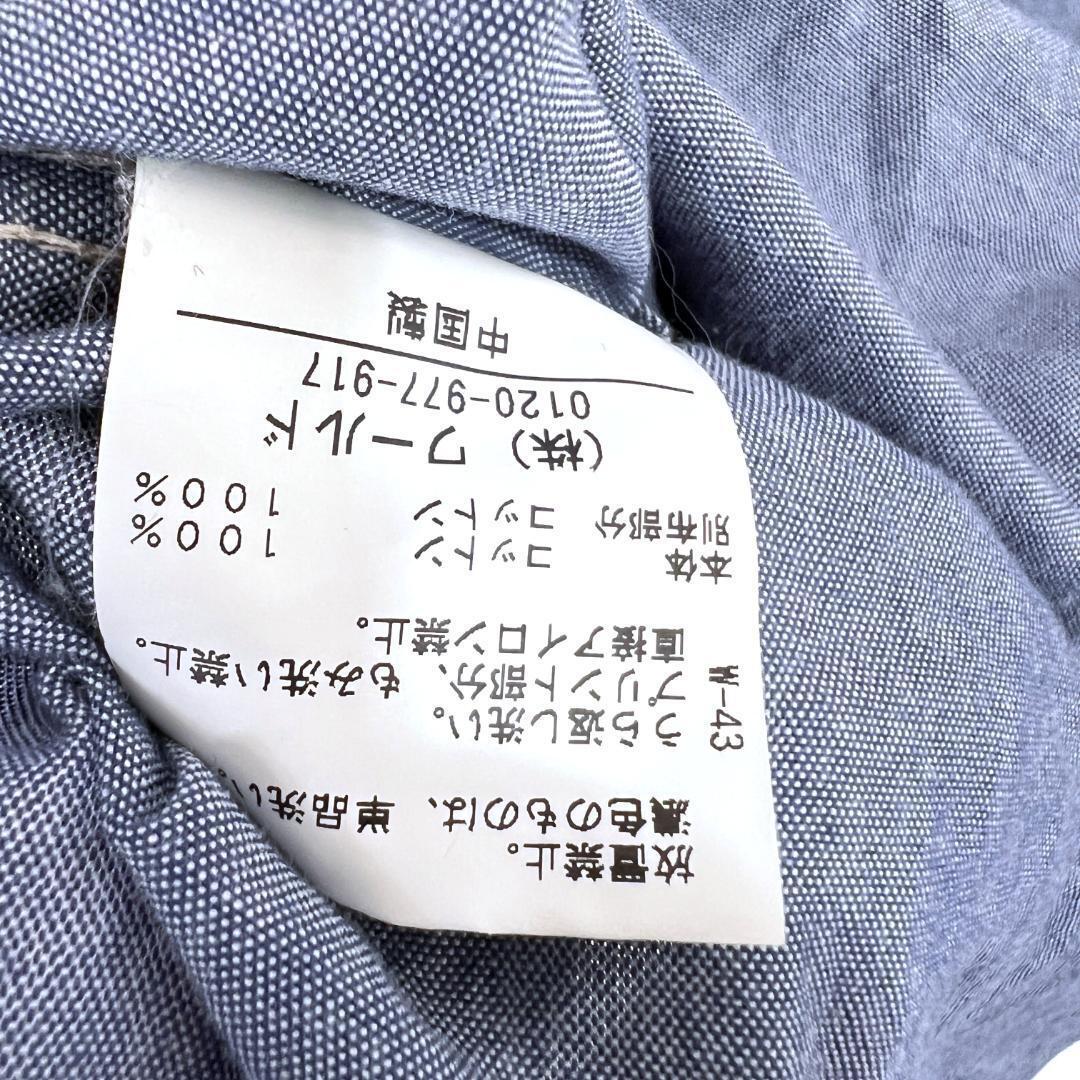 放置禁止。
濃色のものは、単品洗い。
W-43
うら返し洗い。
プリント部分、もみ洗い禁止。
直接アイロン禁止。
本体 コットン 100%
別布部分 コットン 100%
(株) ワールド
0120-977-917
中国製